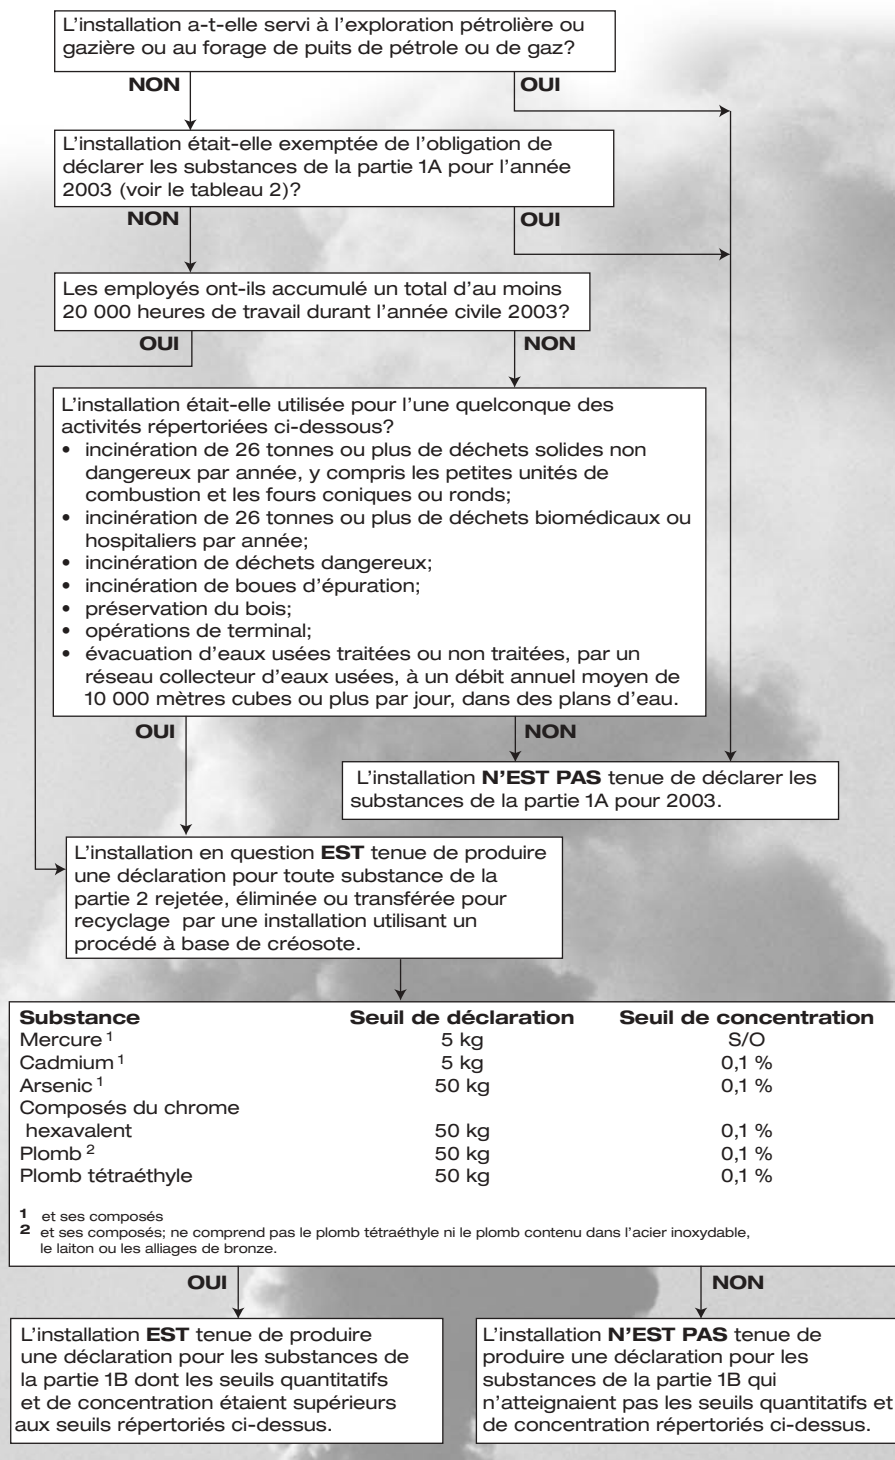 L'installation a-t-elle servi à l'exploration pétrolière ou
gazière ou au forage de puits de pétrole ou de gaz?
NON
OUI
L'installation était-elle exemptée de l'obligation de
déclarer les substances de la partie 1A pour l'année
2003 (voir le tableau 2)?
NON
OUI
Les employés ont-ils accumulé un total d'au moins
20 000 heures de travail durant l'année civile 2003?
OUI
NON
L'installation était-elle utilisée pour l'une quelconque des
activités répertoriées ci-dessous?
• incinération de 26 tonnes ou plus de déchets solides non
dangereux par année, y compris les petites unités de
combustion et les fours coniques ou ronds;
• incinération de 26 tonnes ou plus de déchets biomédicaux ou
hospitaliers par année;
• incinération de déchets dangereux;
• incinération de boues d'épuration;
• préservation du bois;
• opérations de terminal;
• évacuation d'eaux usées traitées ou non traitées, par un
réseau collecteur d'eaux usées, à un débit annuel moyen de
10 000 mètres cubes ou plus par jour, dans des plans d'eau.
OUI
NON
L'installation N'EST PAS tenue de déclarer les
substances de la partie 1A pour 2003.
L'installation en question EST tenue de produire
une déclaration pour toute substance de la
partie 2 rejetée, éliminée ou transférée pour
recyclage par une installation utilisant un
procédé à base de créosote.
Substance Seuil de déclaration Seuil de concentration
Mercure 1 5 kg S/O
Cadmium 1 5 kg 0,1 %
Arsenic 1 50 kg 0,1 %
Composés du chrome
hexavalent 50 kg 0,1 %
Plomb 2 50 kg 0,1 %
Plomb tétraéthyle 50 kg 0,1 %
1 et ses composés
2 et ses composés; ne comprend pas le plomb tétraéthyle ni le plomb contenu dans l'acier inoxydable,
le laiton ou les alliages de bronze.
OUI
NON
L'installation EST tenue de produire
une déclaration pour les substances de
la partie 1B dont les seuils quantitatifs
et de concentration étaient supérieurs
aux seuils répertoriés ci-dessus.
L'installation N'EST PAS tenue de
produire une déclaration pour les
substances de la partie 1B qui
n'atteignaient pas les seuils quantitatifs et
de concentration répertoriés ci-dessus.